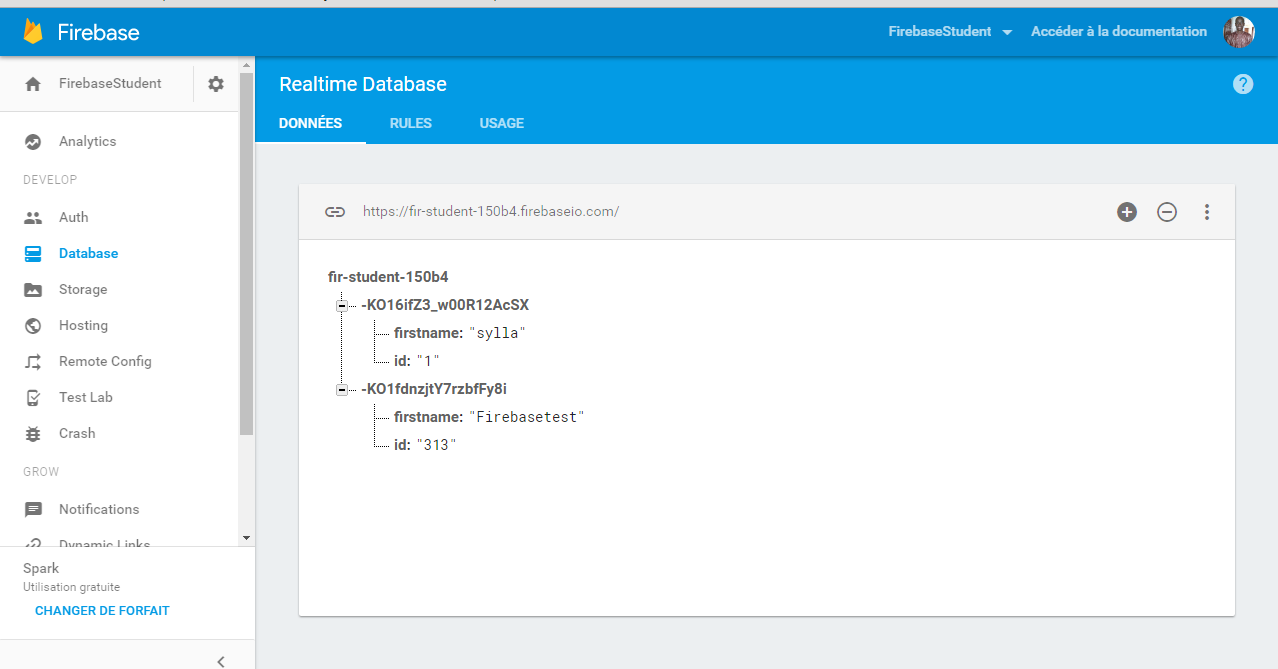 Firebase
FirebaseStudent
Accéder à la documentation
FirebaseStudent
Analytics
DEVELOP
Auth
Database
Storage
Hosting
Remote Config
Test Lab
Crash
GROW
Notifications
Dynamic Links
Spark
Utilisation gratuite
CHANGER DE FORFAIT
Realtime Database
?
DONNÉES RULES USAGE
https://fir-student-150b4.firebaseio.com/
fir-student-150b4
-KO16ifZ3_w00R12AcSX
firstname: "sylla"
id: "1"
-KO1fdnzjtY7rzbfFy8i
firstname: "Firebasetest"
id: "313"